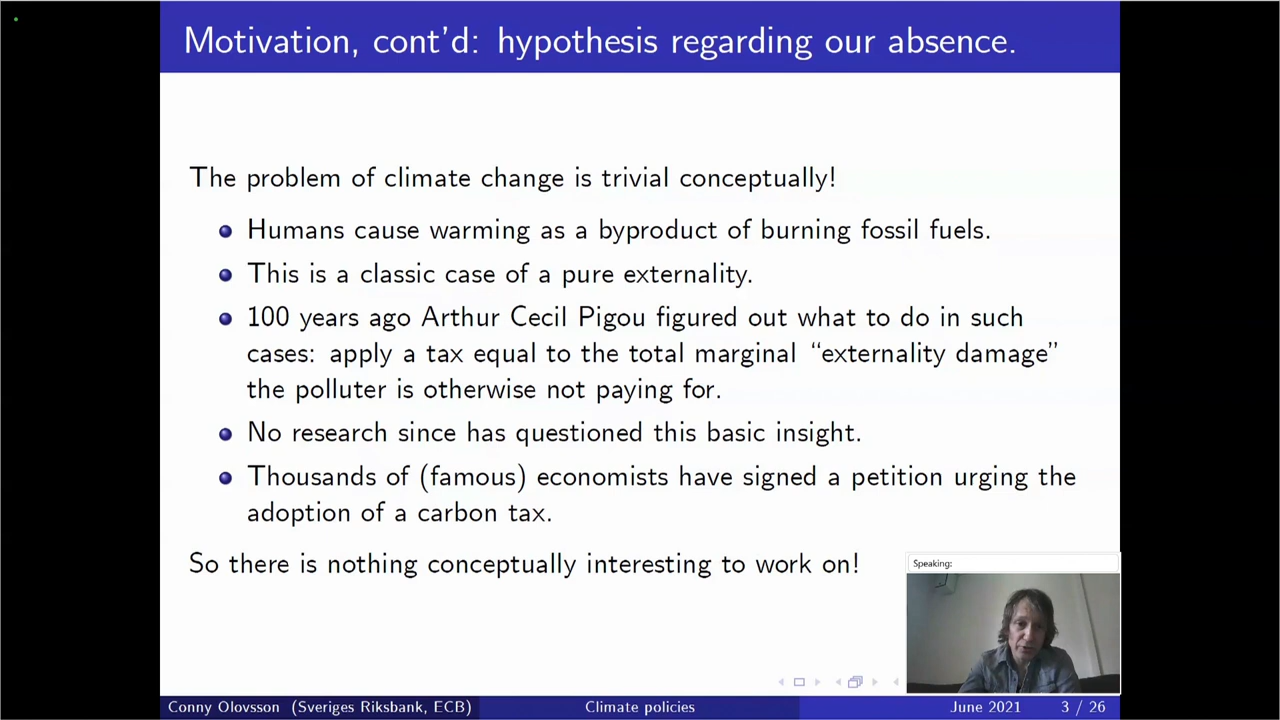 Motivation, cont'd: hypothesis regarding our absence.
The problem of climate change is trivial conceptually!
Humans cause warming as a byproduct of burning fossil fuels.
This is a classic case of a pure externality.
100 years ago Arthur Cecil Pigou figured out what to do in such
cases: apply a tax equal to the total marginal “externality damage”
the polluter is otherwise not paying for.
No research since has questioned this basic insight.
Thousands of (famous) economists have signed a petition urging the
adoption of a carbon tax.
So there is nothing conceptually interesting to work on!
Speaking:
Conny Olovsson (Sveriges Riksbank, ECB) Climate policies June 2021 3 / 26